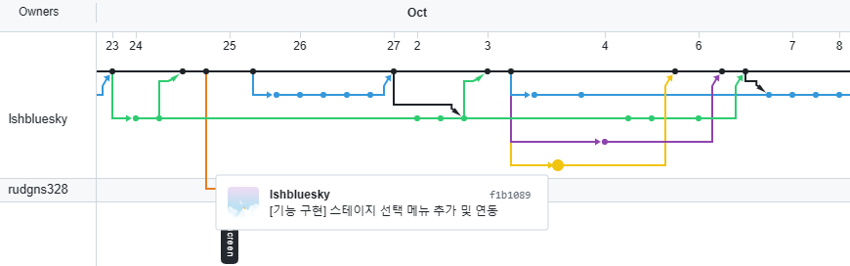 Owners
Oct
23 24 25 26 27 2 3 4 6 7 8
lshbluesky
rudgns328
lshbluesky f1b1089
[기능 구현] 스테이지 선택 메뉴 추가 및 연동